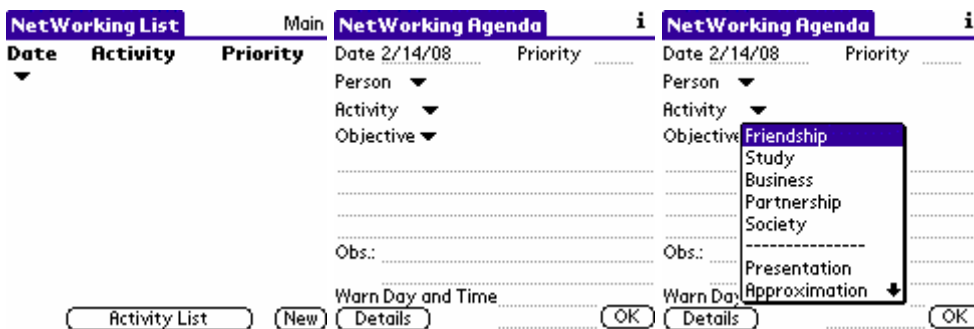 NetWorking List Main
Date Activity Priority
Activity List New
NetWorking Agenda i
Date 2/14/08 Priority
Person
Activity
Objective
Obs.:
Warn Day and Time
Details OK
NetWorking Agenda i
Date 2/14/08 Priority
Person
Activity
Objective
Friendship
Study
Business
Partnership
Society
---------------
Presentation
Approximation
Obs.:
Warn Day
Details OK